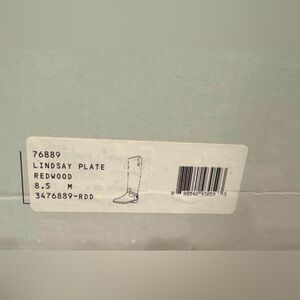 76889
LINDSAY PLATE
REDWOOD
8.5 M
3476889-RDD